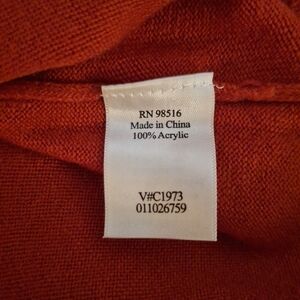 RN 98516
Made in China
100% Acrylic
V#C1973
011026759